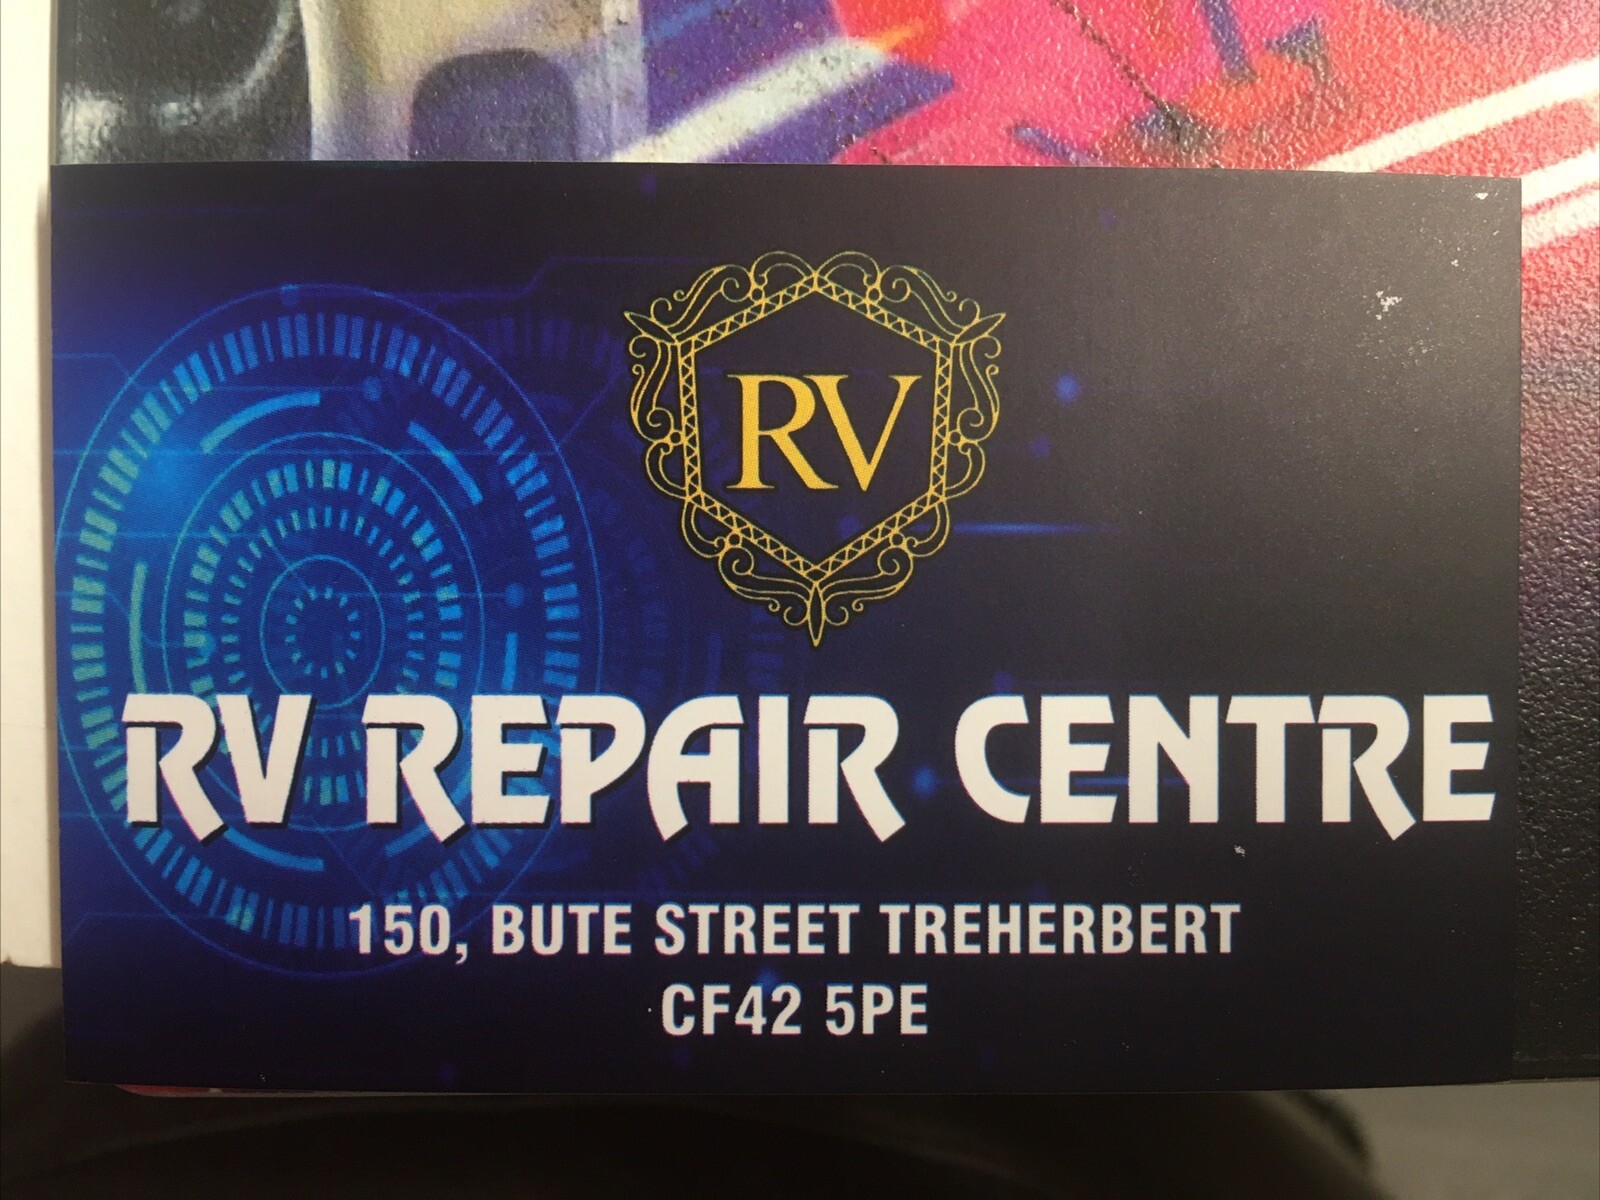 RV
RV REPAIR CENTRE
150, BUTE STREET TREHERBERT
CF42 5PE